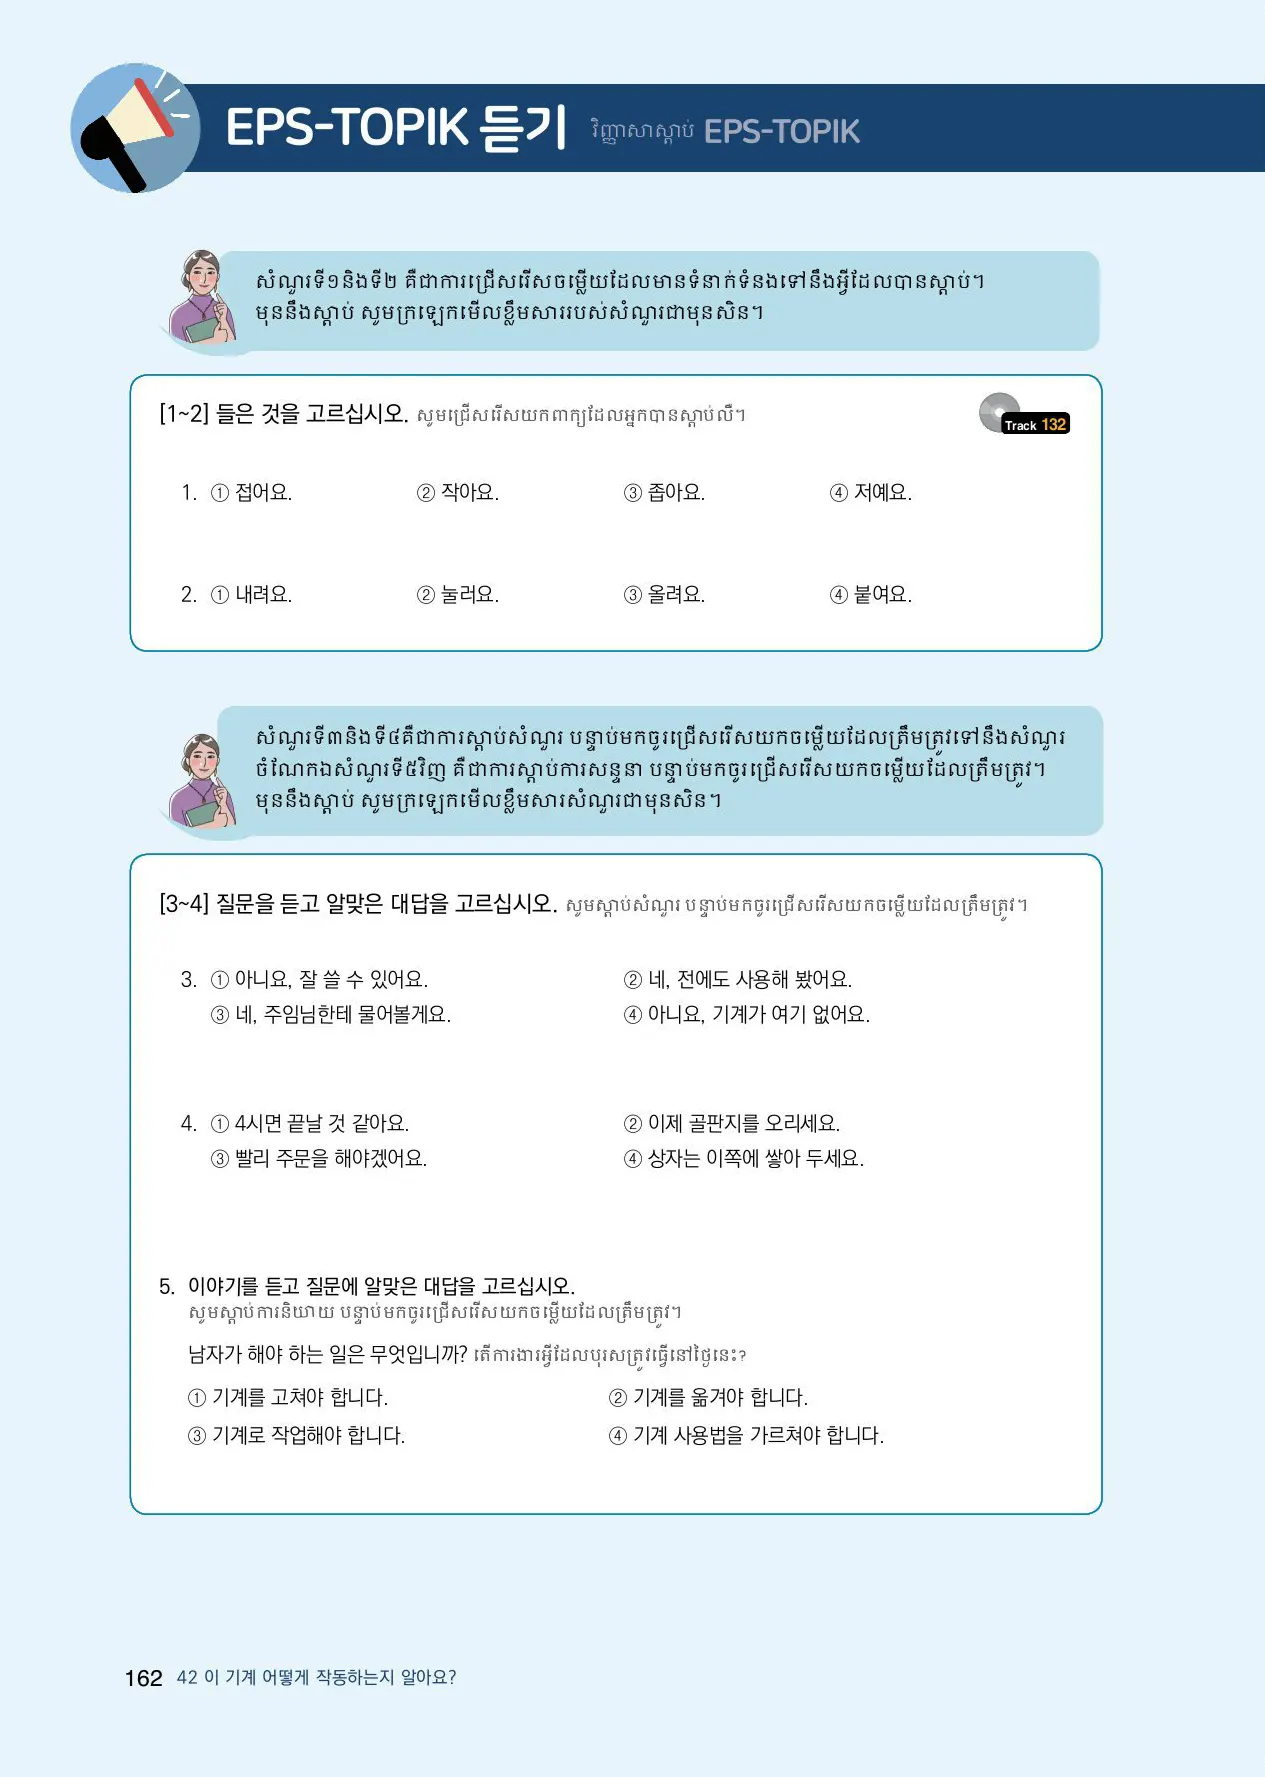 EPS-TOPIK 듣기 វិញ្ញាសាស្តាប់ EPS-TOPIK
សំណួរទី១និងទី២ គឺជាការជ្រើសរើសចម្លើយដែលមានទំនាក់ទំនងទៅនឹងអ្វីដែលបានស្តាប់។
មុននឹងស្តាប់ សូមក្រឡេកមើលខ្លឹមសាររបស់សំណួរជាមុនសិន។
[1~2] 들은 것을 고르십시오. សូមជ្រើសរើសយកពាក្យដែលអ្នកបានស្តាប់លឺ។
Track 132
1. ① 접어요. ② 작아요. ③ 좁아요. ④ 저예요.
2. ① 내려요. ② 눌러요. ③ 올려요. ④ 붙여요.
សំណួរទី៣និងទី៤គឺជាការស្តាប់សំណួរ បន្ទាប់មកចូរជ្រើសរើសយកចម្លើយដែលត្រឹមត្រូវទៅនឹងសំណួរ
ចំណែកឯសំណួរទី៥វិញ គឺជាការស្តាប់ការសន្ទនា បន្ទាប់មកចូរជ្រើសរើសយកចម្លើយដែលត្រឹមត្រូវ។
មុននឹងស្តាប់ សូមក្រឡេកមើលខ្លឹមសារសំណួរជាមុនសិន។
[3~4] 질문을 듣고 알맞은 대답을 고르십시오. សូមស្តាប់សំណួរ បន្ទាប់មកចូរជ្រើសរើសយកចម្លើយដែលត្រឹមត្រូវ។
3. ① 아니요, 잘 쓸 수 있어요. ② 네, 전에도 사용해 봤어요.
③ 네, 주임님한테 물어볼게요. ④ 아니요, 기계가 여기 없어요.
4. ① 4시면 끝날 것 같아요. ② 이제 골판지를 오리세요.
③ 빨리 주문을 해야겠어요. ④ 상자는 이쪽에 쌓아 두세요.
5. 이야기를 듣고 질문에 알맞은 대답을 고르십시오.
សូមស្តាប់ការនិយាយ បន្ទាប់មកចូរជ្រើសរើសយកចម្លើយដែលត្រឹមត្រូវ។
남자가 해야 하는 일은 무엇입니까? តើការងារអ្វីដែលបុរសត្រូវធ្វើនៅថ្ងៃនេះ?
① 기계를 고쳐야 합니다. ② 기계를 옮겨야 합니다.
③ 기계로 작업해야 합니다. ④ 기계 사용법을 가르쳐야 합니다.
162 42 이 기계 어떻게 작동하는지 알아요?